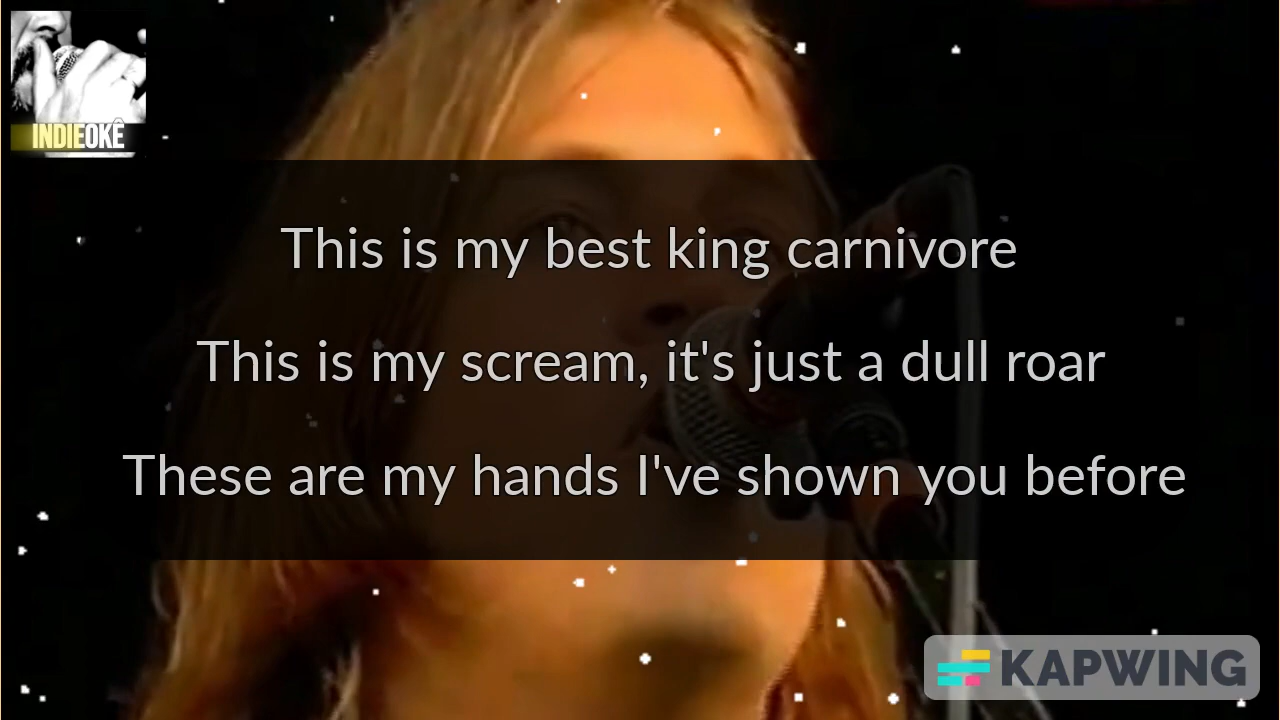 INDIEOKÊ
This is my best king carnivore
This is my scream, it's just a dull roar
These are my hands I've shown you before
KAPWING